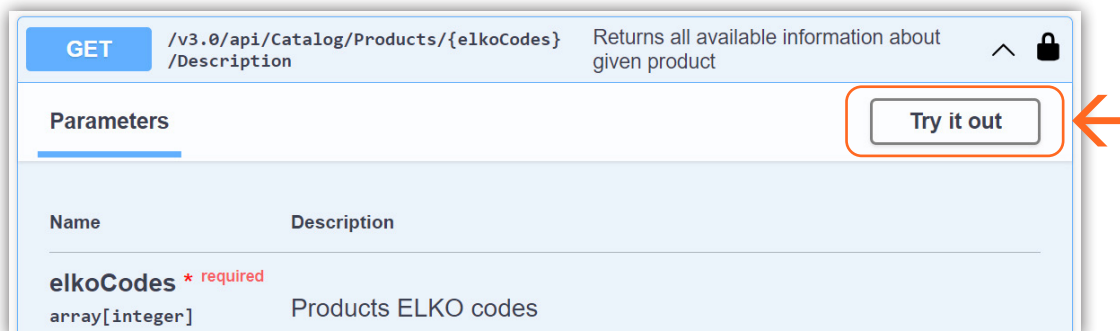 GET /v3.0/api/Catalog/Products/{elkoCodes} Returns all available information about
/Description given product
Parameters Try it out
Name Description
elkoCodes * required
array[integer] Products ELKO codes